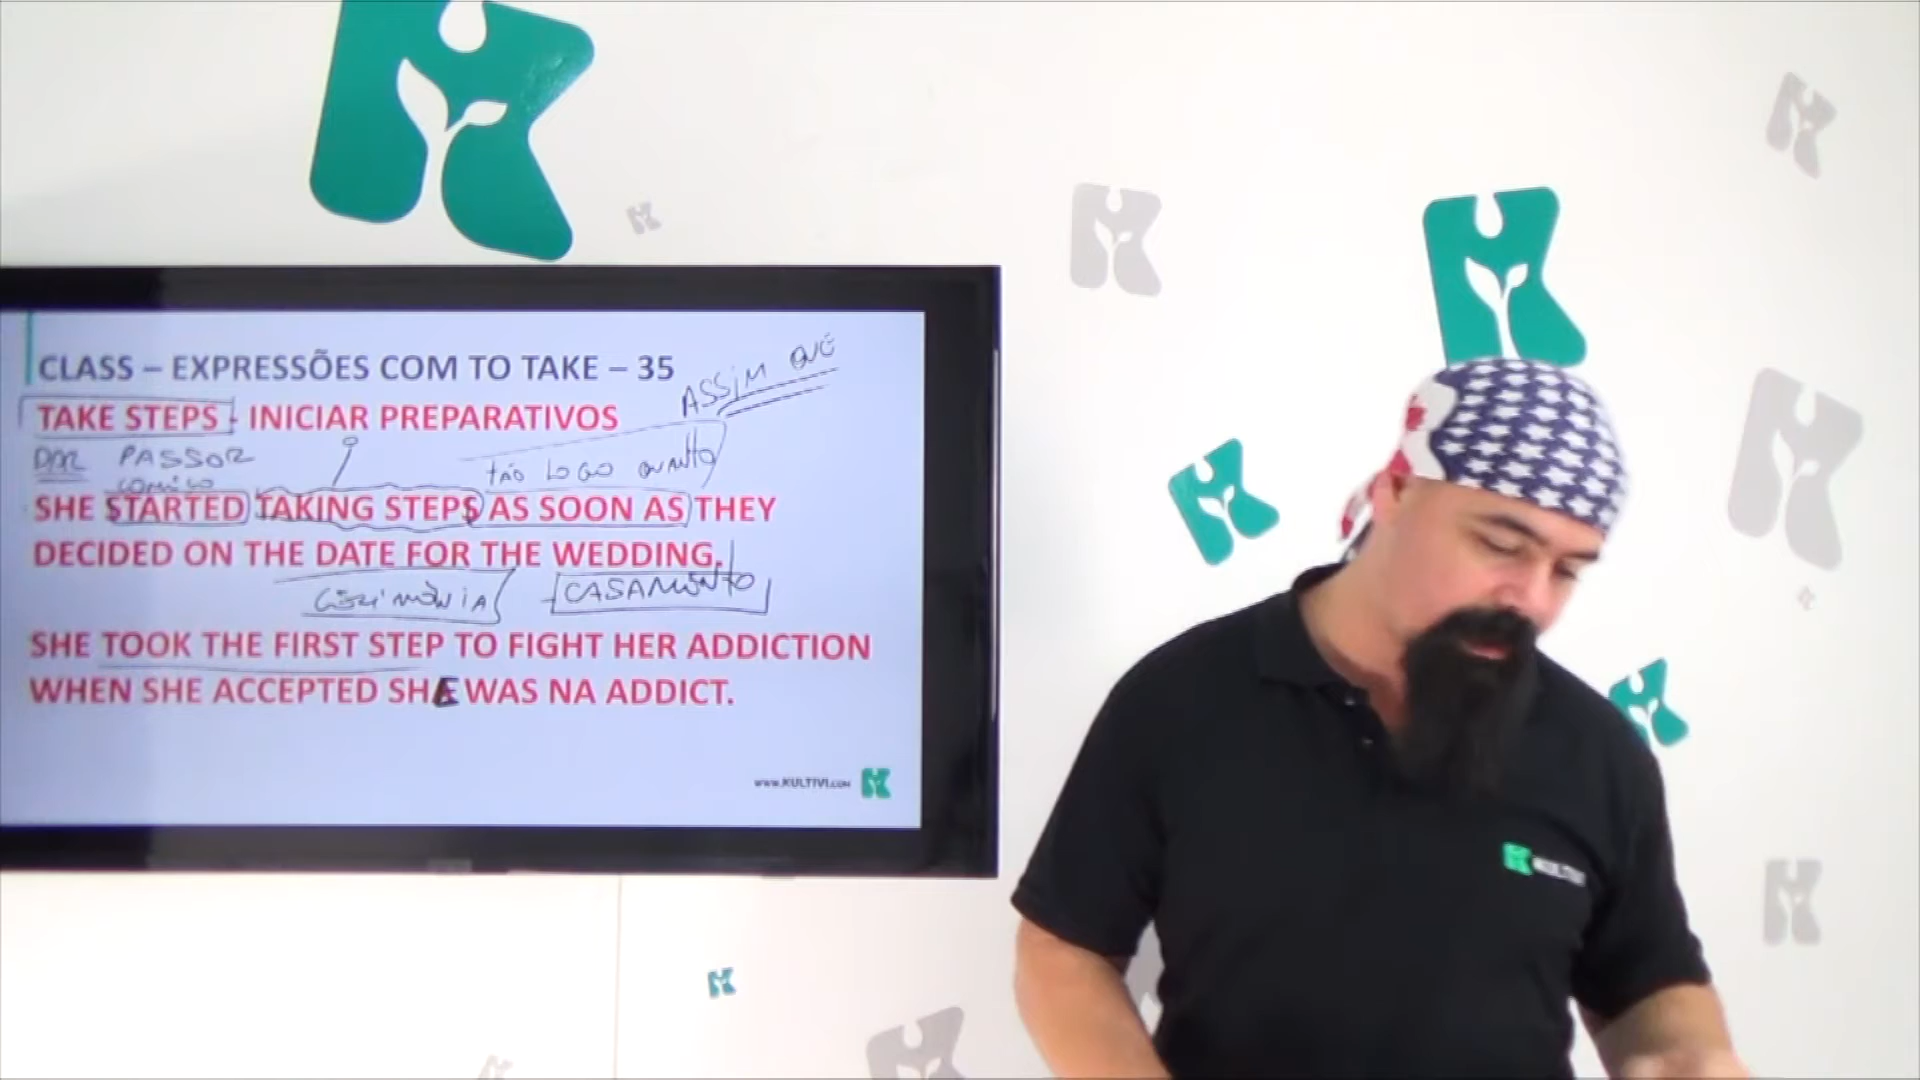 CLASS – EXPRESSÕES COM TO TAKE – 35
ASSIM QUE
TAKE STEPS - INICIAR PREPARATIVOS
DAR PASSOS
TÃO LOGO QUANTO
SHE STARTED TAKING STEPS AS SOON AS THEY
DECIDED ON THE DATE FOR THE WEDDING.
CASAMENTO
SHE TOOK THE FIRST STEP TO FIGHT HER ADDICTION
WHEN SHE ACCEPTED SHE WAS NA ADDICT.
WWW.KULTIVI.COM
KULTIVI